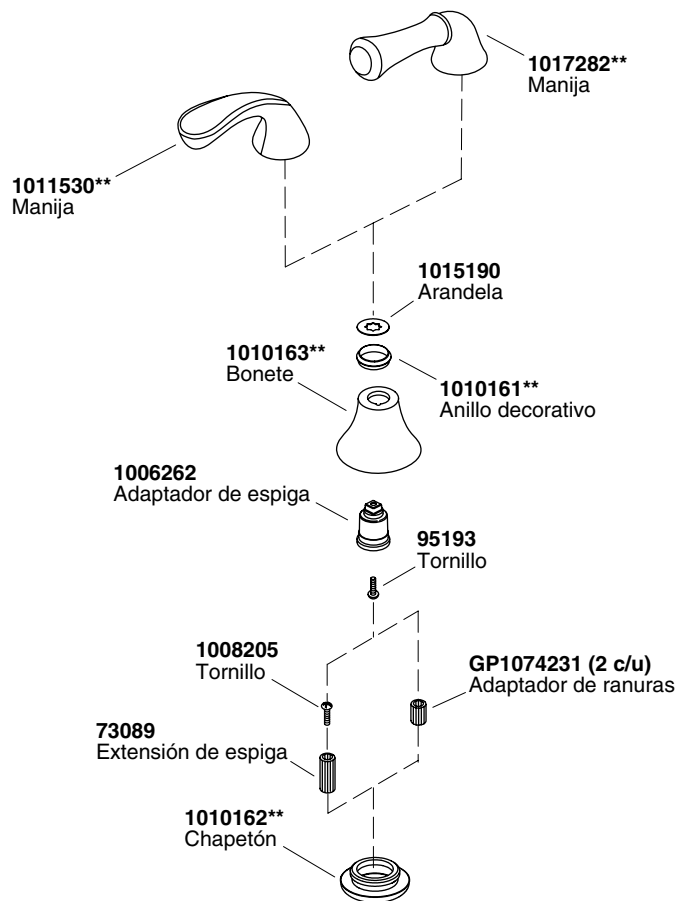 1017282**
Manija
1011530**
Manija
1015190
Arandela
1010163**
Bonete
1010161**
Anillo decorativo
1006262
Adaptador de espiga
95193
Tornillo
1008205
Tornillo
GP1074231 (2 c/u)
Adaptador de ranuras
73089
Extensión de espiga
1010162**
Chapetón